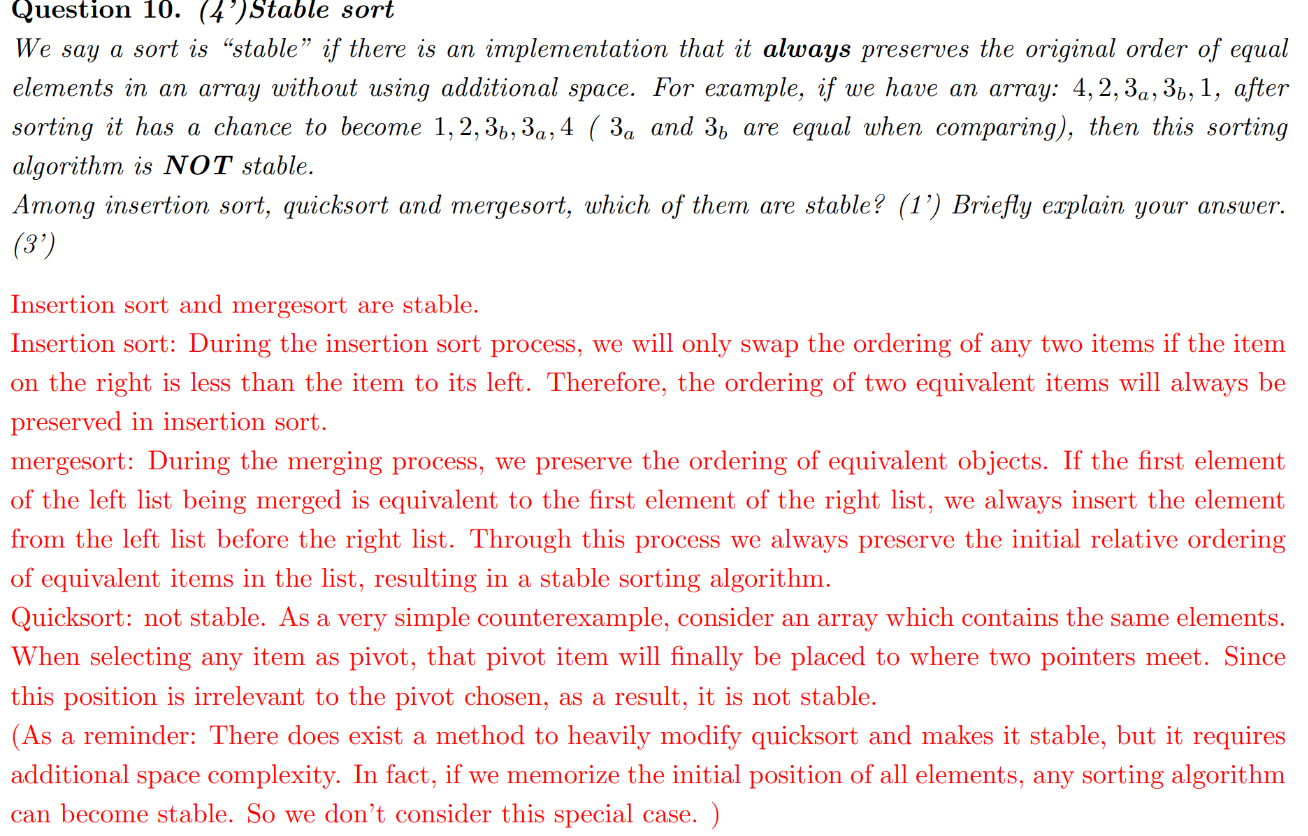 Question 10. (4’)Stable sort
We say a sort is “stable” if there is an implementation that it always preserves the original order of equal
elements in an array without using additional space. For example, if we have an array: 4, 2, 3a, 3b, 1, after
sorting it has a chance to become 1, 2, 3b, 3a, 4 ( 3a and 3b are equal when comparing), then this sorting
algorithm is NOT stable.
Among insertion sort, quicksort and mergesort, which of them are stable? (1’) Briefly explain your answer.
(3’)
Insertion sort and mergesort are stable.
Insertion sort: During the insertion sort process, we will only swap the ordering of any two items if the item
on the right is less than the item to its left. Therefore, the ordering of two equivalent items will always be
preserved in insertion sort.
mergesort: During the merging process, we preserve the ordering of equivalent objects. If the first element
of the left list being merged is equivalent to the first element of the right list, we always insert the element
from the left list before the right list. Through this process we always preserve the initial relative ordering
of equivalent items in the list, resulting in a stable sorting algorithm.
Quicksort: not stable. As a very simple counterexample, consider an array which contains the same elements.
When selecting any item as pivot, that pivot item will finally be placed to where two pointers meet. Since
this position is irrelevant to the pivot chosen, as a result, it is not stable.
(As a reminder: There does exist a method to heavily modify quicksort and makes it stable, but it requires
additional space complexity. In fact, if we memorize the initial position of all elements, any sorting algorithm
can become stable. So we don’t consider this special case. )